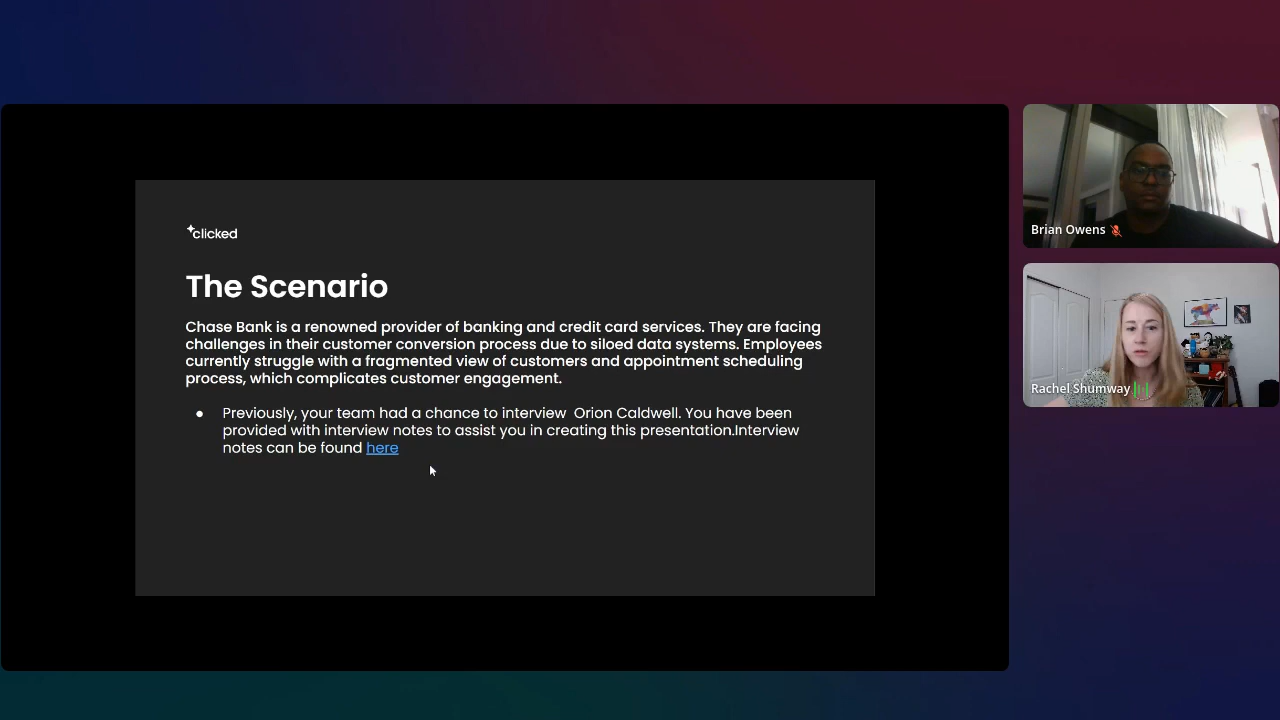 clicked
The Scenario
Chase Bank is a renowned provider of banking and credit card services. They are facing
challenges in their customer conversion process due to siloed data systems. Employees
currently struggle with a fragmented view of customers and appointment scheduling
process, which complicates customer engagement.
● Previously, your team had a chance to interview  Orion Caldwell. You have been
provided with interview notes to assist you in creating this presentation.Interview
notes can be found here
Brian Owens
Rachel Shumway